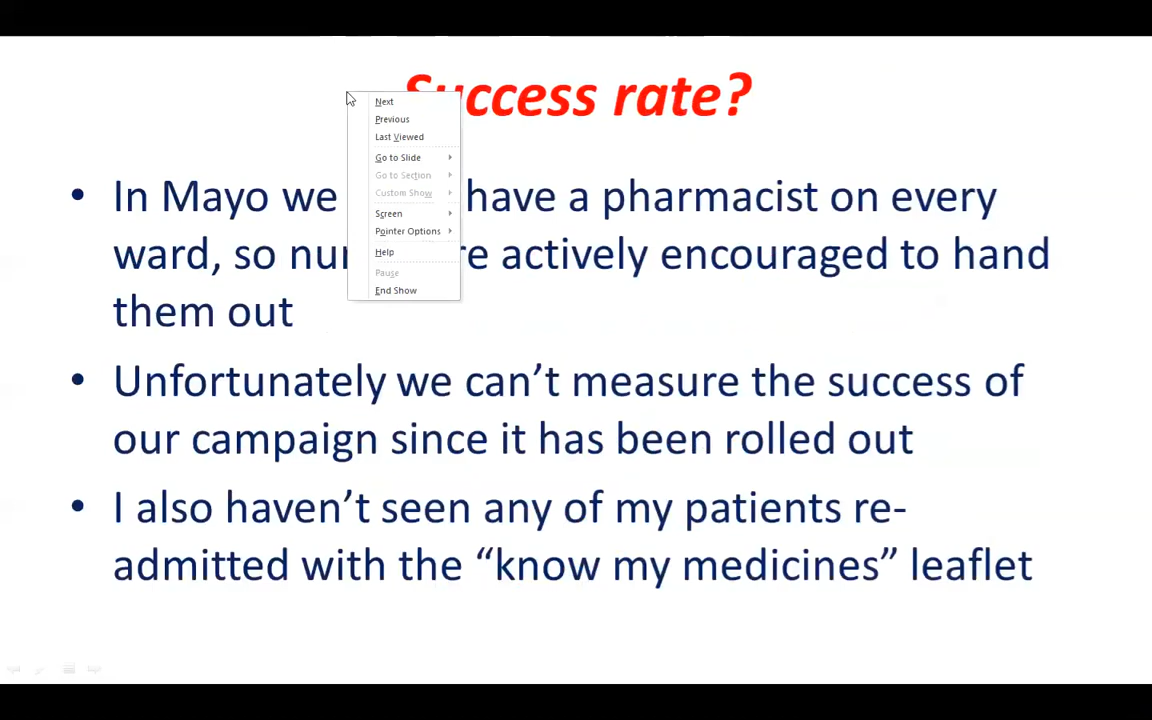 Success rate?
Next
Previous
Last Viewed
Go to Slide
Go to Section
Custom Show
Screen
Pointer Options
Help
Pause
End Show
• In Mayo we have a pharmacist on every
ward, so actively encouraged to hand
them out
• Unfortunately we can’t measure the success of
our campaign since it has been rolled out
• I also haven’t seen any of my patients re-
admitted with the “know my medicines” leaflet